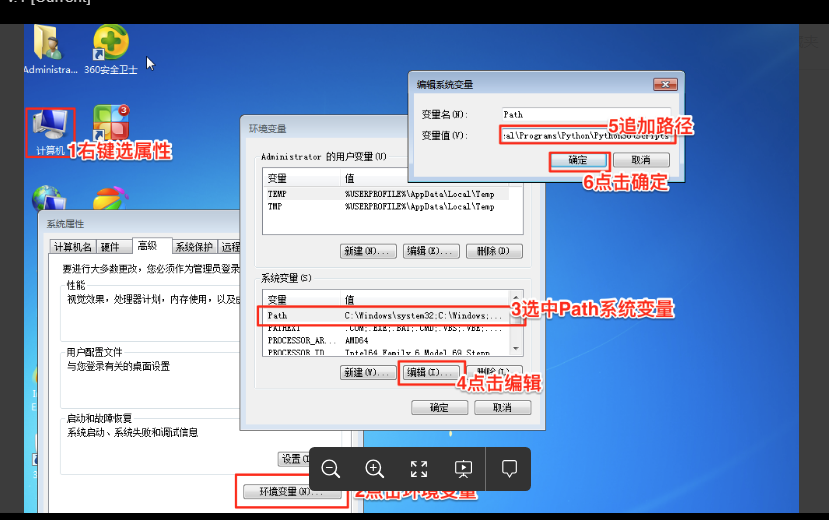 Administra...
360安全卫士
计算机
3
1右键选属性
编辑系统变量
变量名(N):
Path
变量值(V):
:al\Programs\Python\Python36\Scripts
5追加路径
确定
取消
6点击确定
环境变量
Administrator 的用户变量(U)
变量
值
TEMP
%USERPROFILE%\AppData\Local\Temp
TMP
%USERPROFILE%\AppData\Local\Temp
新建(N)...
编辑(E)...
删除(D)
系统变量(S)
变量
值
Path
C:\Windows\system32;C:\Windows;...
3选中Path系统变量
PATHEXT
.COM;.EXE;.BAT;.CMD;.VBS;.VBE;....
PROCESSOR_AR...
AMD64
PROCESSOR_ID
Intel64 Family 6 Model 69 Stepp
新建(W)...
编辑(I)...
删除(L)
4点击编辑
确定
取消
系统属性
计算机名
硬件
高级
系统保护
远程
要进行大多数更改，您必须作为管理员登录
性能
视觉效果，处理器计划，内存使用，以及
用户配置文件
与您登录有关的桌面设置
启动和故障恢复
系统启动、系统失败和调试信息
设置
环境变量(N)...
2点击环境变量